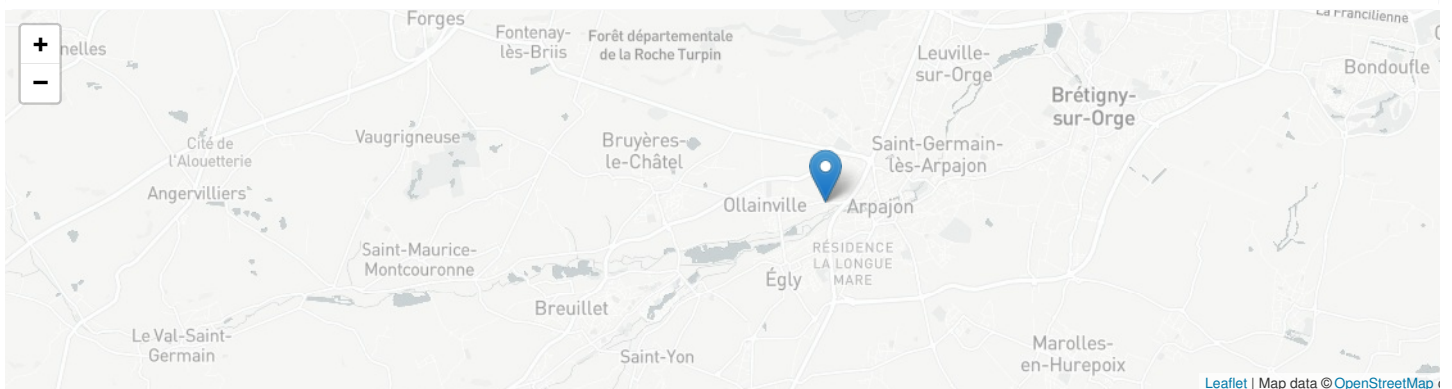 +
−
nelles
Forges
Fontenay-
lès-Briis
Forêt départementale
de la Roche Turpin
La Francilienne
Leuville-
sur-Orge
Bondoufle
Brétigny-
sur-Orge
Cité de
l'Alouetterie
Vaugrigneuse
Bruyères-
le-Châtel
Saint-Germain-
lès-Arpajon
Angervilliers
Ollainville
Arpajon
Saint-Maurice-
Montcouronne
RÉSIDENCE
LA LONGUE
MARE
Égly
Breuillet
Le Val-Saint-
Germain
Saint-Yon
Marolles-
en-Hurepoix
Leaflet | Map data © OpenStreetMap